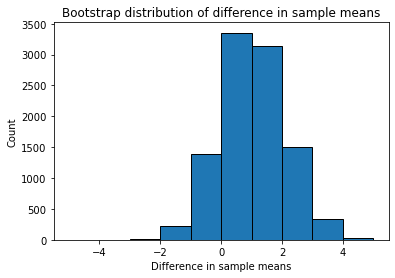 Bootstrap distribution of difference in sample means
3500
3000
2500
2000
1500
1000
500
0
Count
−4 −2 0 2 4
Difference in sample means